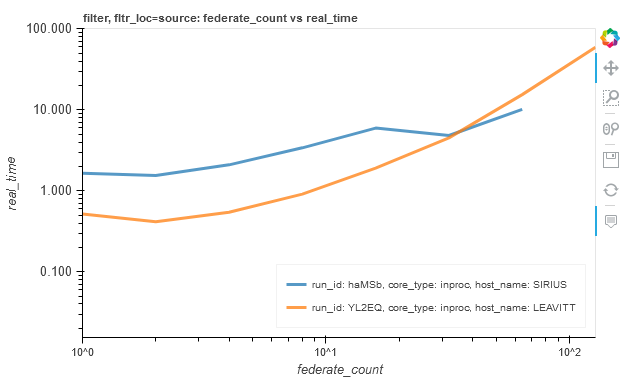 filter, fltr_loc=source: federate_count vs real_time
100.000
10.000
1.000
0.100
real_time
run_id: haMSb, core_type: inproc, host_name: SIRIUS
run_id: YL2EQ, core_type: inproc, host_name: LEAVITT
10^0
10^1
10^2
federate_count